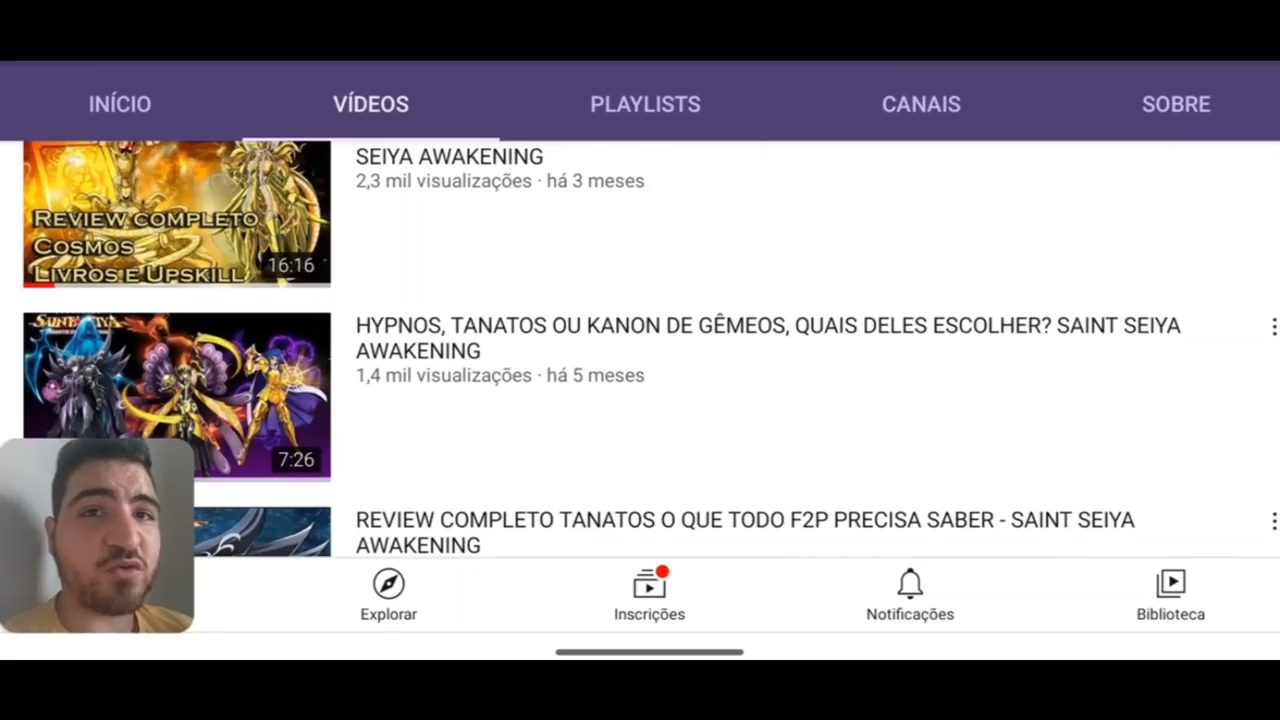 INÍCIO
VÍDEOS
PLAYLISTS
CANAIS
SOBRE
SEIYA AWAKENING
2,3 mil visualizações · há 3 meses
REVIEW COMPLETO
COSMOS
LIVROS E UPSKILL
16:16
SAINT SEIYA
HYPNOS, TANATOS OU KANON DE GÊMEOS, QUAIS DELES ESCOLHER? SAINT SEIYA
AWAKENING
1,4 mil visualizações · há 5 meses
7:26
REVIEW COMPLETO TANATOS O QUE TODO F2P PRECISA SABER - SAINT SEIYA
AWAKENING
Explorar
Inscrições
Notificações
Biblioteca